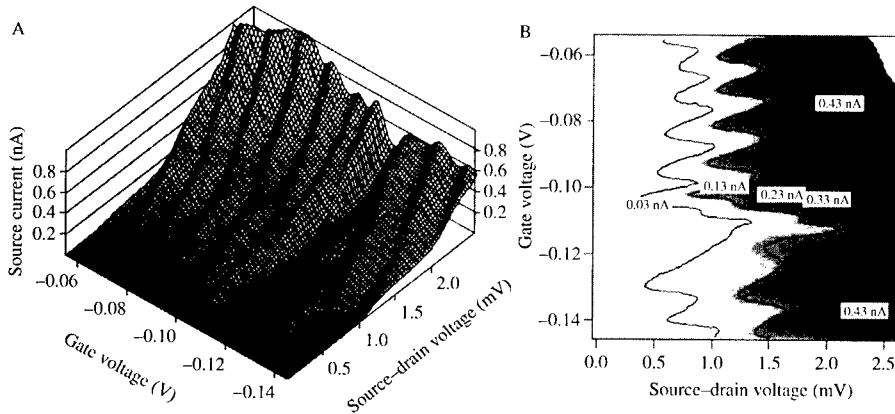 A
Source current (nA)
0.8
0.6
0.4
0.2
−0.06
−0.08
−0.10
−0.12
−0.14
Gate voltage (V)
0.5
1.0
1.5
2.0
Source–drain voltage (mV)
0.8
0.6
0.4
0.2
B
Gate voltage (V)
−0.06
−0.08
−0.10
−0.12
−0.14
0.43 nA
0.13 nA
0.23 nA
0.33 nA
0.03 nA
0.43 nA
0.0
0.5
1.0
1.5
2.0
2.5
Source–drain voltage (mV)